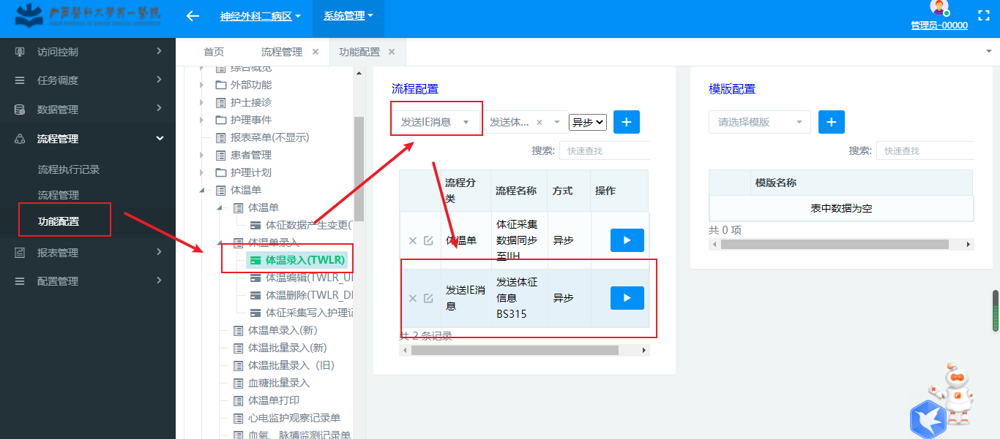 神经外科二病区
系统管理
管理员-00000
访问控制
任务调度
数据管理
流程管理
流程执行记录
流程管理
功能配置
报表管理
配置管理
首页
流程管理
功能配置
综合概览
外部功能
护士接诊
护理事件
报表菜单(不显示)
患者管理
护理计划
体温单
体温单
体征数据产生变更(
体温单录入
体温录入(TWLR)
体温编辑(TWLR_U
体温删除(TWLR_D
体征采集写入护理记
体温单录入(新)
体温批量录入(新)
体温批量录入（旧）
血糖批量录入
体温单打印
心电监护观察记录单
血氧、脉搏监测记录单
流程配置
发送IE消息
发送体...
异步
搜索:
快速查找
流程分类 流程名称 方式 操作
体温单 体征采集数据同步至IIH 异步
发送IE消息 发送体征信息BS315 异步
共 2 条记录
模版配置
请选择模版
搜索:
快速查找
模版名称
表中数据为空
共 0 项